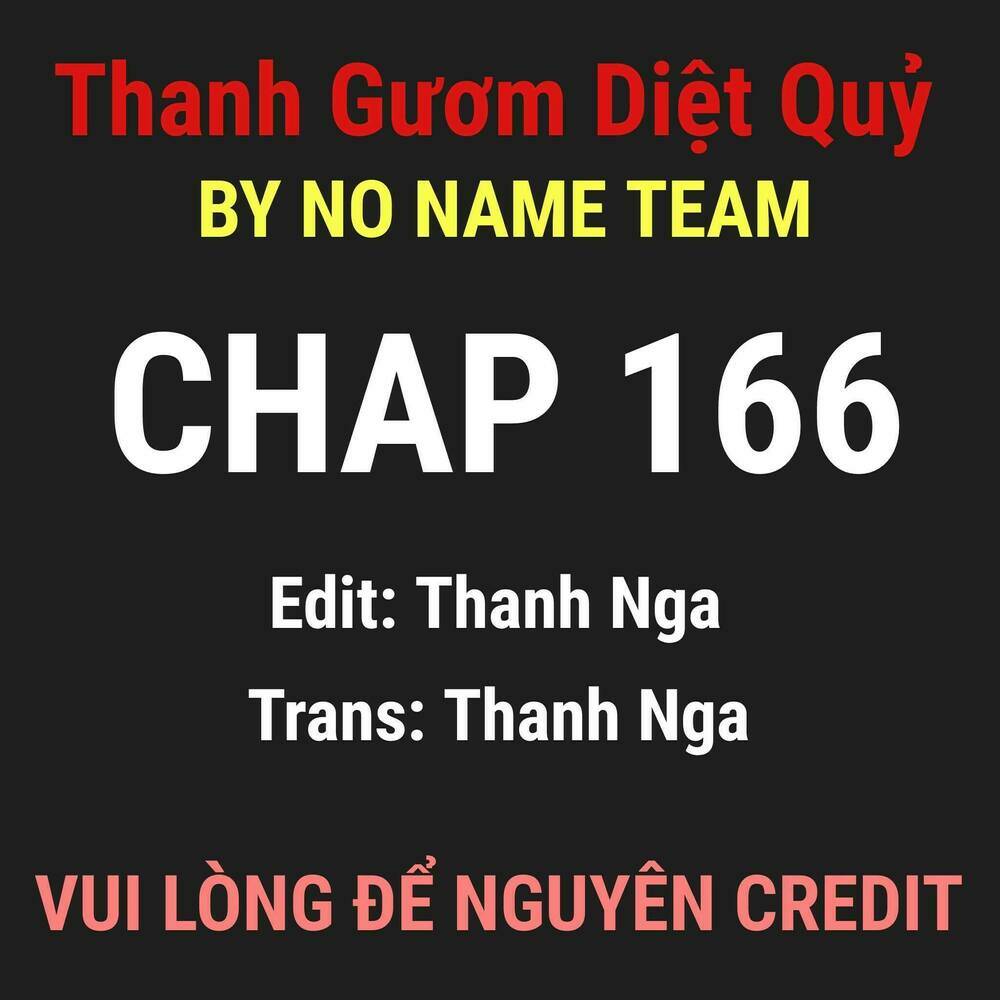 Thanh Gươm Diệt Quỷ
BY NO NAME TEAM
CHAP 166
Edit: Thanh Nga
Trans: Thanh Nga
VUI LÒNG ĐỂ NGUYÊN CREDIT